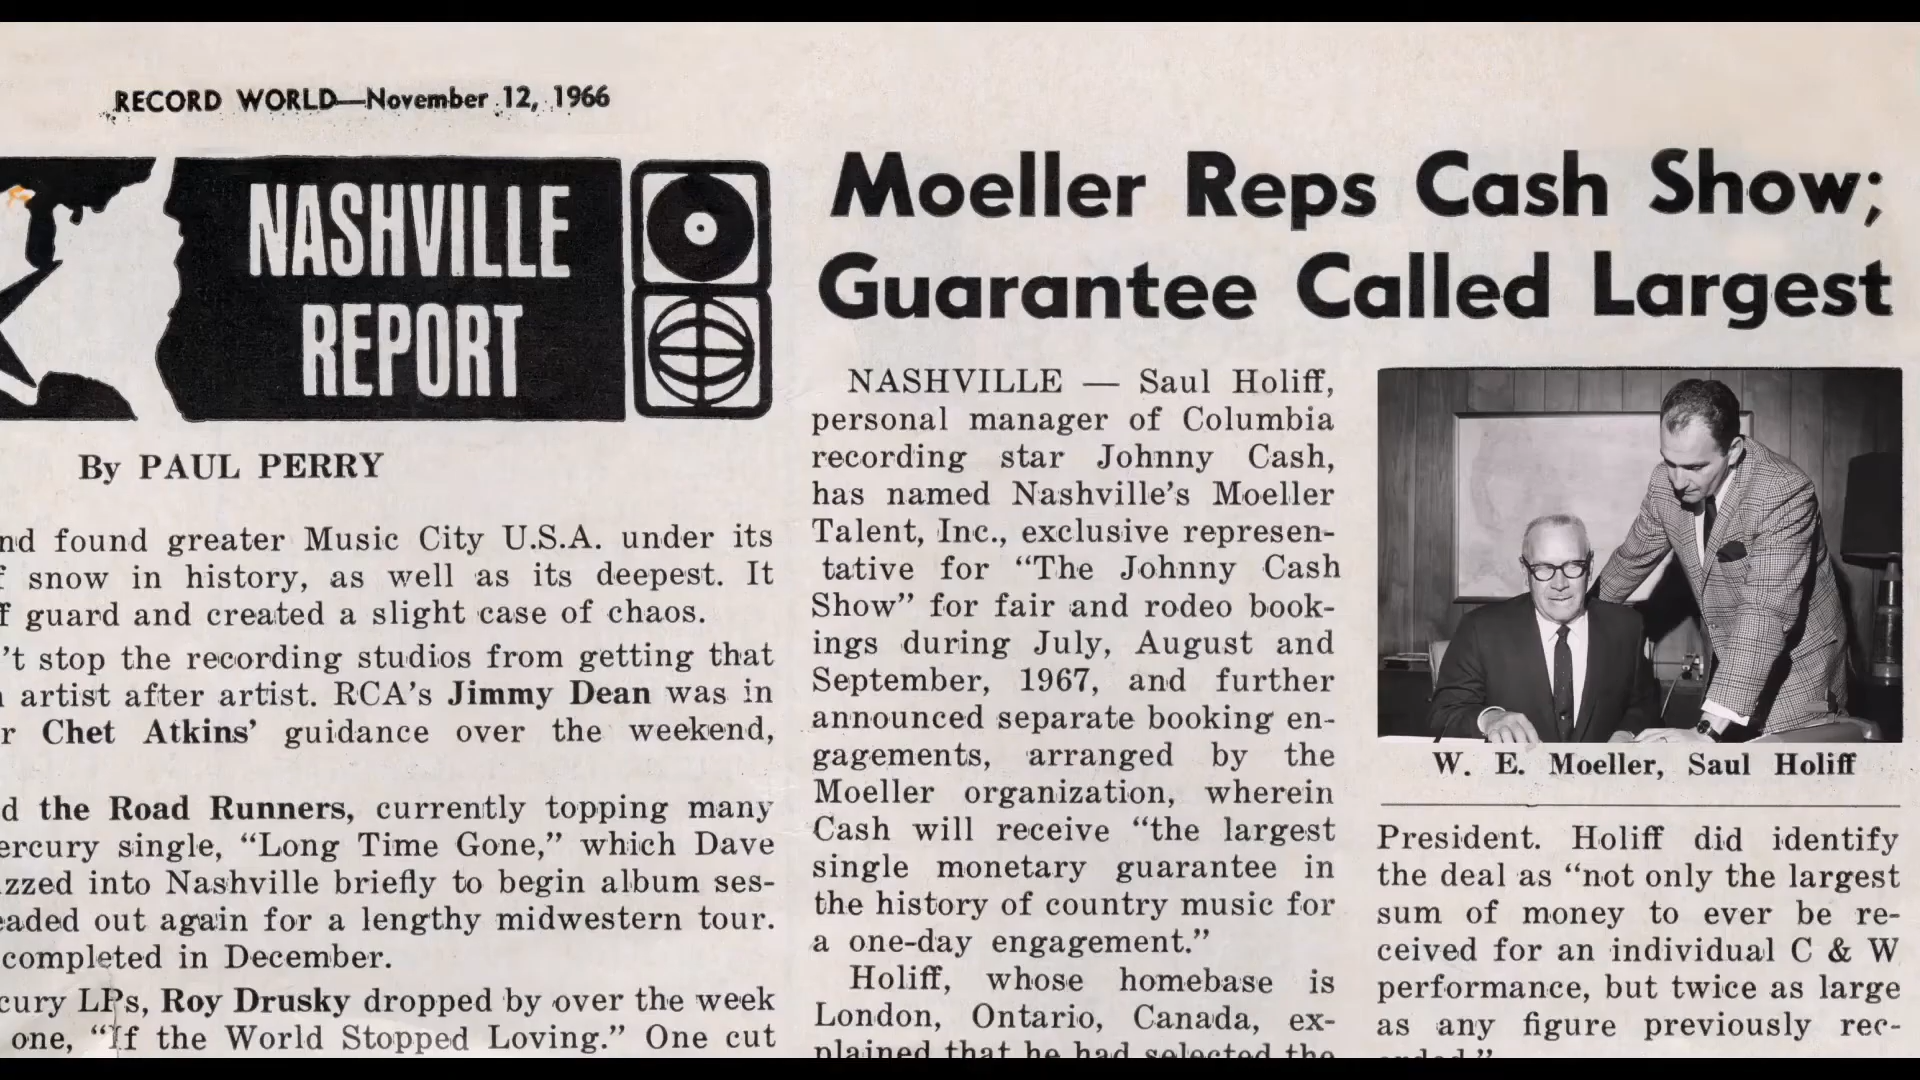 RECORD WORLD—November 12, 1966
NASHVILLE
REPORT
By PAUL PERRY
found greater Music City U.S.A. under its
snow in history, as well as its deepest. It
guard and created a slight case of chaos.
't stop the recording studios from getting that
artist after artist. RCA's Jimmy Dean was in
Chet Atkins' guidance over the weekend,
the Road Runners, currently topping many
single, "Long Time Gone," which Dave
into Nashville briefly to begin album ses-
out again for a lengthy midwestern tour.
completed in December.
LPs, Roy Drusky dropped by over the week
one, "If the World Stopped Loving." One cut
Moeller Reps Cash Show;
Guarantee Called Largest
NASHVILLE — Saul Holiff,
personal manager of Columbia
recording star Johnny Cash,
has named Nashville's Moeller
Talent, Inc., exclusive represen-
tative for "The Johnny Cash
Show" for fair and rodeo book-
ings during July, August and
September, 1967, and further
announced separate booking en-
gagements, arranged by the
Moeller organization, wherein
Cash will receive "the largest
single monetary guarantee in
the history of country music for
a one-day engagement."
Holiff, whose homebase is
London, Ontario, Canada, ex-
plained that he had selected the
W. E. Moeller, Saul Holiff
President. Holiff did identify
the deal as "not only the largest
sum of money to ever be re-
ceived for an individual C & W
performance, but twice as large
as any figure previously rec-